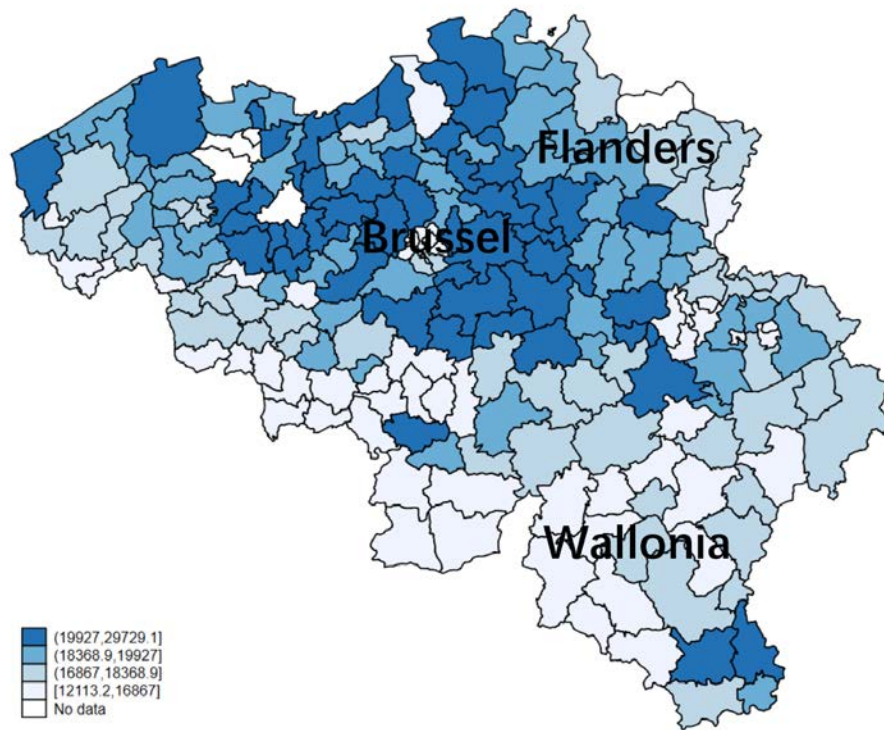 Flanders
Brussel
Wallonia
(19927,29729.1]
(18368.9,19927]
(16867,18368.9]
[12113.2,16867]
No data